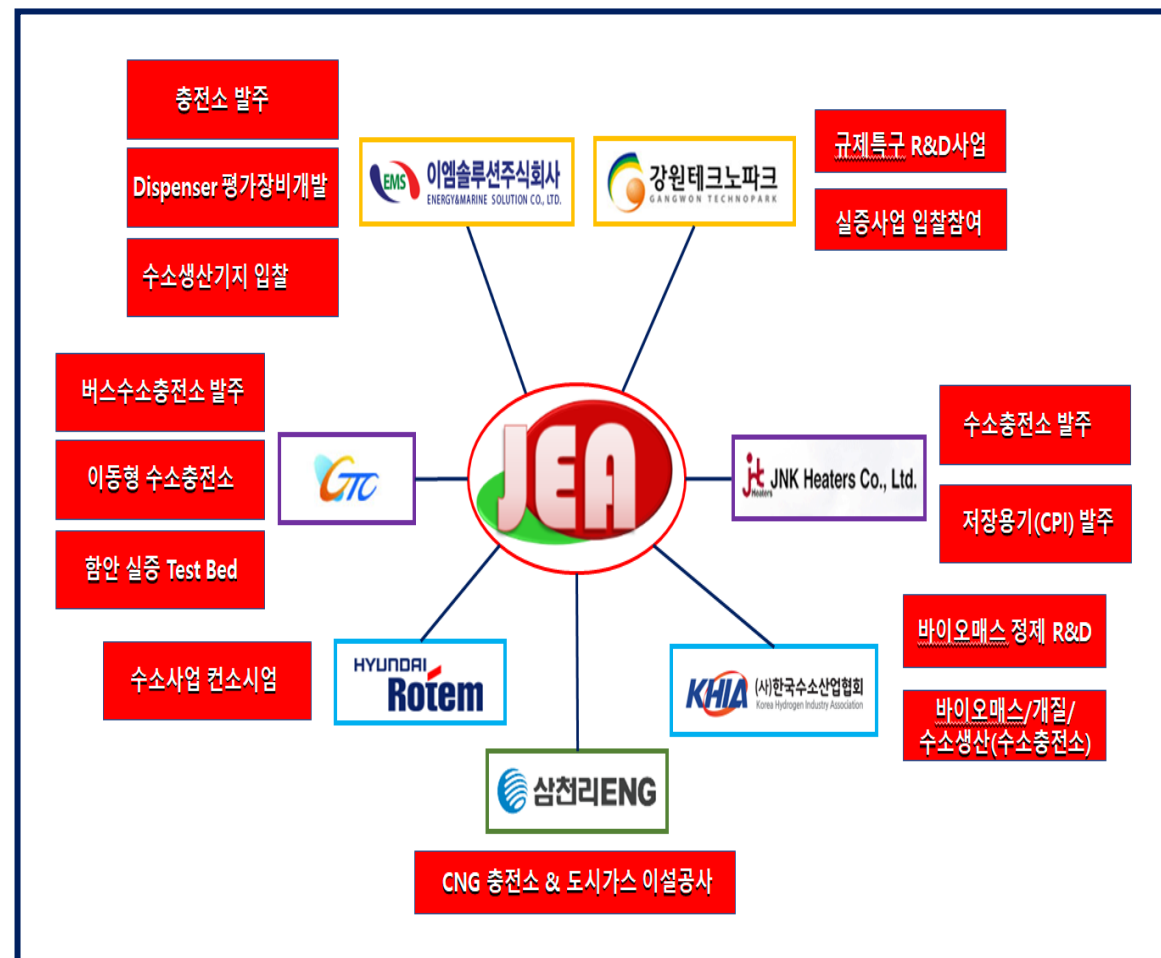 충전소 발주
Dispenser 평가장비개발
수소생산기지 입찰
EMS 이엠솔루션주식회사
ENERGY&MARINE SOLUTION CO., LTD.
강원테크노파크
GANGWON TECHNOPARK
규제특구 R&D사업
실증사업 입찰참여
버스수소충전소 발주
이동형 수소충전소
함안 실증 Test Bed
GTC
JEA
Heaters JNK Heaters Co., Ltd.
수소충전소 발주
저장용기(CPI) 발주
수소사업 컨소시엄
HYUNDAI
Rotem
KHIA (사)한국수소산업협회
Korea Hydrogen Industry Association
바이오매스 정제 R&D
바이오매스/개질/
수소생산(수소충전소)
삼천리ENG
CNG 충전소 & 도시가스 이설공사